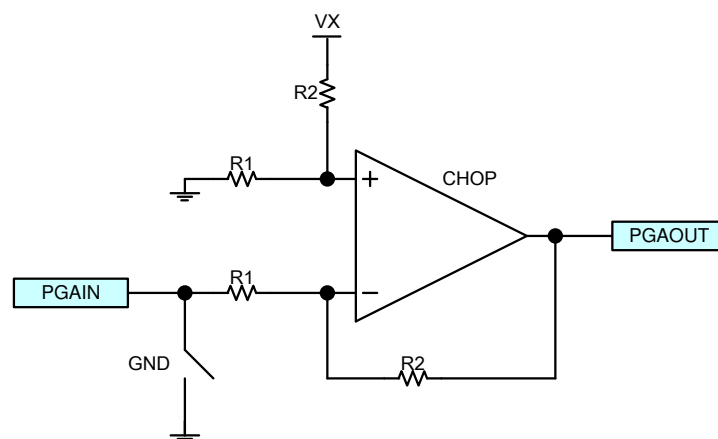 VX
R2
R1
+
CHOP
PGAOUT
PGAIN
R1
−
GND
R2